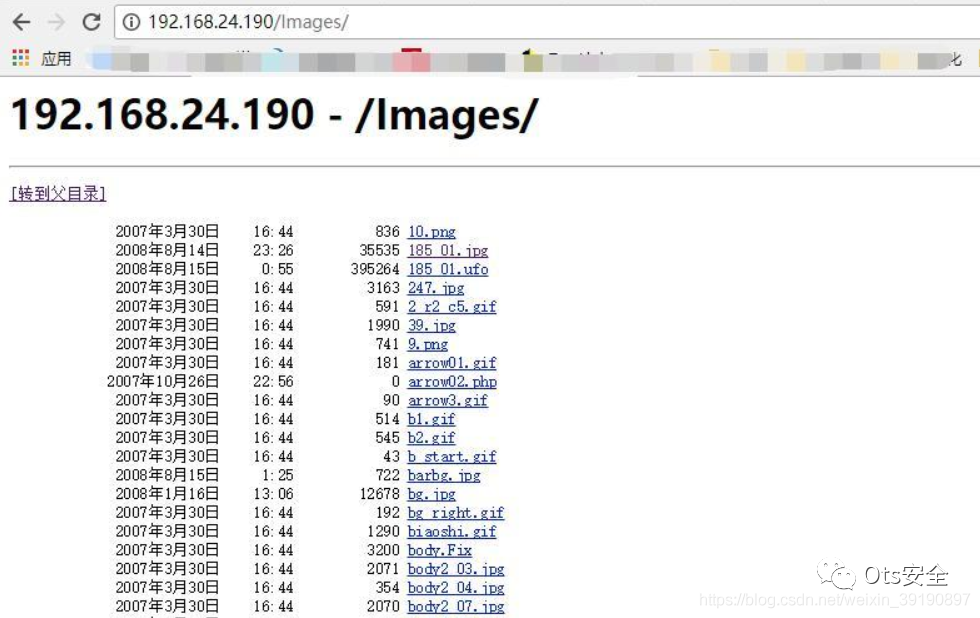 192.168.24.190/Images/
应用
192.168.24.190 - /Images/
[转到父目录]
2007年3月30日 16:44 836 10.png
2008年8月14日 23:26 35535 185_01.jpg
2008年8月15日 0:55 395264 185_01.ufo
2007年3月30日 16:44 3163 247.jpg
2007年3月30日 16:44 591 2_r2_c5.gif
2007年3月30日 16:44 1990 39.jpg
2007年3月30日 16:44 741 9.png
2007年3月30日 16:44 181 arrow01.gif
2007年10月26日 22:56 0 arrow02.php
2007年3月30日 16:44 90 arrow3.gif
2007年3月30日 16:44 514 b1.gif
2007年3月30日 16:44 545 b2.gif
2007年3月30日 16:44 43 b_start.gif
2008年8月15日 1:25 722 barbg.jpg
2008年1月16日 13:06 12678 bg.jpg
2007年3月30日 16:44 192 bg_right.gif
2007年3月30日 16:44 1290 biaoshi.gif
2007年3月30日 16:44 3200 body.Fix
2007年3月30日 16:44 2071 body2_03.jpg
2007年3月30日 16:44 354 body2_04.jpg
2007年3月30日 16:44 2070 body2_07.jpg
Ots安全
https://blog.csdn.net/weixin_39190897